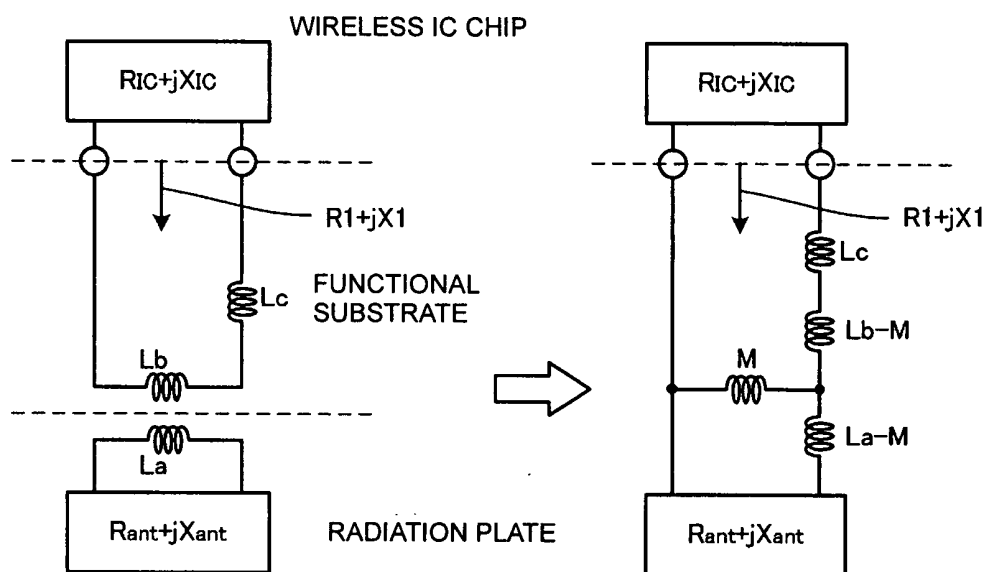 WIRELESS IC CHIP
RIC+jXIC
RIC+jXIC
R1+jX1
R1+jX1
Lc
FUNCTIONAL
SUBSTRATE
Lc
Lb-M
Lb
M
La
La-M
Rant+jXant
RADIATION PLATE
Rant+jXant